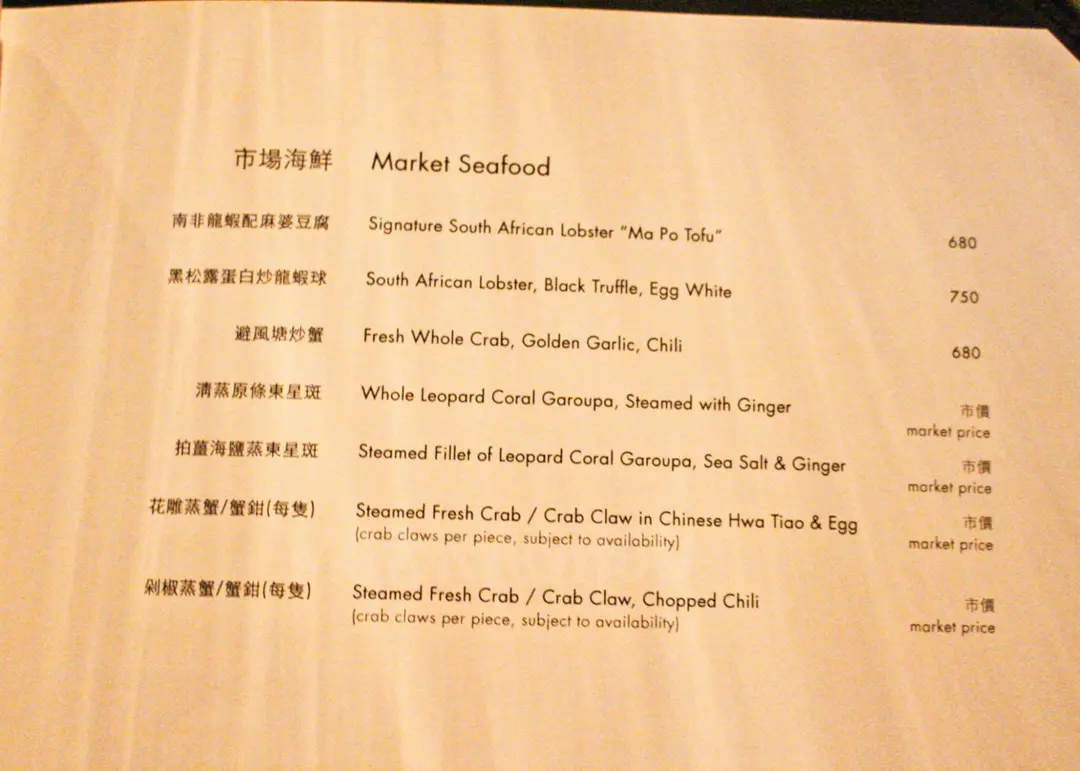 市場海鮮 Market Seafood
南非龍蝦配麻婆豆腐 Signature South African Lobster "Ma Po Tofu" 680
黑松露蛋白炒龍蝦球 South African Lobster, Black Truffle, Egg White 750
避風塘炒蟹 Fresh Whole Crab, Golden Garlic, Chili 680
清蒸原條東星斑 Whole Leopard Coral Garoupa, Steamed with Ginger 市價
market price
拍薑海鹽蒸東星斑 Steamed Fillet of Leopard Coral Garoupa, Sea Salt & Ginger 市價
market price
花雕蒸蟹/蟹鉗(每隻) Steamed Fresh Crab / Crab Claw in Chinese Hwa Tiao & Egg 市價
(crab claws per piece, subject to availability) market price
剁椒蒸蟹/蟹鉗(每隻) Steamed Fresh Crab / Crab Claw, Chopped Chili 市價
(crab claws per piece, subject to availability) market price